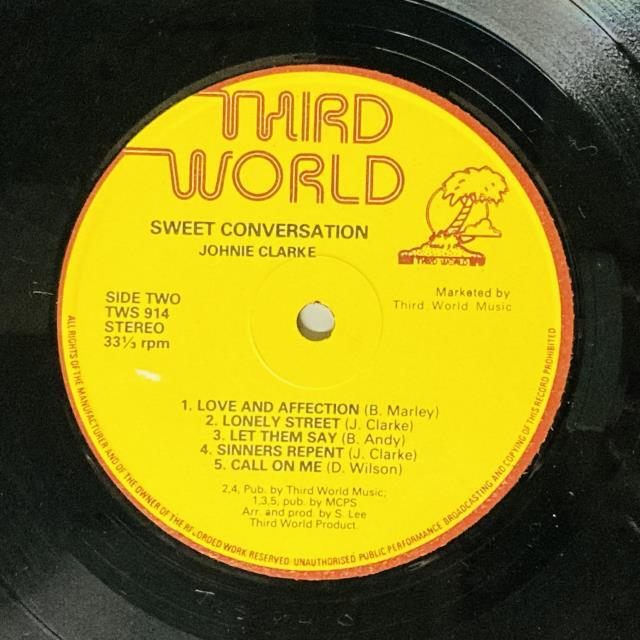 THIRD
WORLD
SWEET CONVERSATION
JOHNIE CLARKE
THIRD WORLD
SIDE TWO
TWS 914
STEREO
33⅓ rpm
Marketed by
Third World Music
1. LOVE AND AFFECTION (B. Marley)
2. LONELY STREET (J. Clarke)
3. LET THEM SAY (B. Andy)
4. SINNERS REPENT (J. Clarke)
5. CALL ON ME (D. Wilson)
2,4, Pub. by Third World Music;
1,3,5, pub. by MCPS
Arr. and prod. by S. Lee
Third World Product.
ALL RIGHTS OF THE MANUFACTURER AND OF THE OWNER OF THE RECORDED WORK RESERVED. UNAUTHORISED PUBLIC PERFORMANCE BROADCASTING AND COPYING OF THIS RECORD PROHIBITED